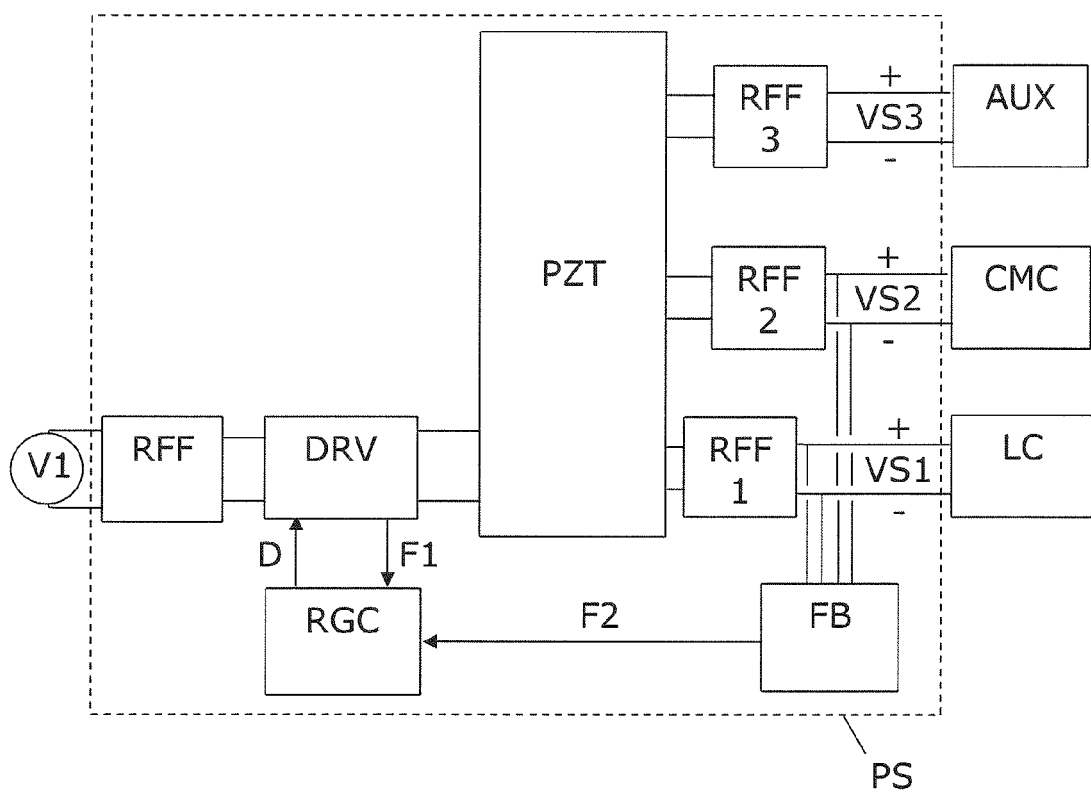 +
RFF
3
VS3
AUX
-
PZT
+
RFF
2
VS2
CMC
-
V1
RFF
DRV
+
RFF
1
VS1
LC
-
D
F1
RGC
F2
FB
PS